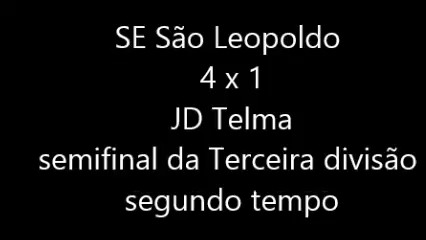 SE São Leopoldo
4 x 1
JD Telma
semifinal da Terceira divisão
segundo tempo